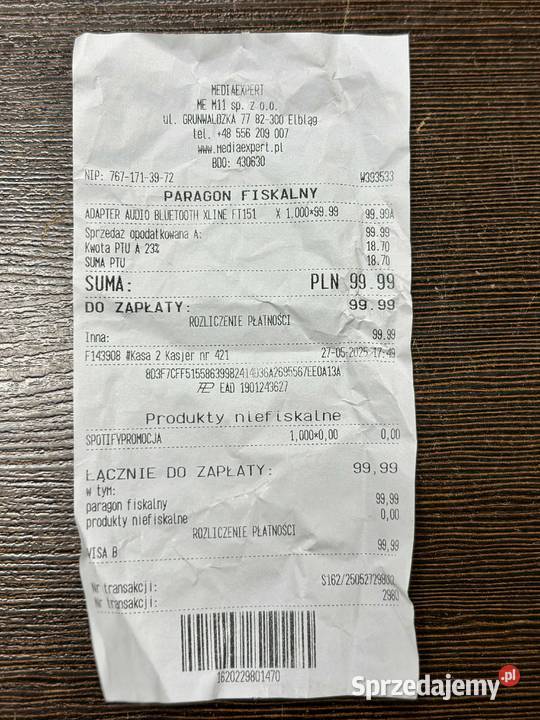 MEDIAEXPERT
ME M11 sp. z o.o.
ul. GRUNWALDZKA 77 82-300 Elbląg
tel. +48 556 209 007
www.mediaexpert.pl
BDO: 430630
NIP: 767-171-39-72 W393533
PARAGON FISKALNY
ADAPTER AUDIO BLUETOOTH XLINE FT151 X 1,000*99.99 99,99A
Sprzedaż opodatkowana A: 99.99
Kwota PTU A 23% 18.70
SUMA PTU 18.70
SUMA: PLN 99.99
DO ZAPŁATY: 99.99
ROZLICZENIE PŁATNOŚCI
Inna: 99.99
F143908 #Kasa 2 Kasjer nr 421 27-05-2025 17:49
EAD 1901243627
Produkty niefiskalne
SPOTIFYPROMOCJA 1,000*0,00 0,00
ŁĄCZNIE DO ZAPŁATY: 99,99
w tym:
paragon fiskalny 99,99
produkty niefiskalne 0,00
ROZLICZENIE PŁATNOŚCI
VISA B 99,99
Nr transakcji:
Nr transakcji: 2980
1620229801470
Sprzedajemy.pl